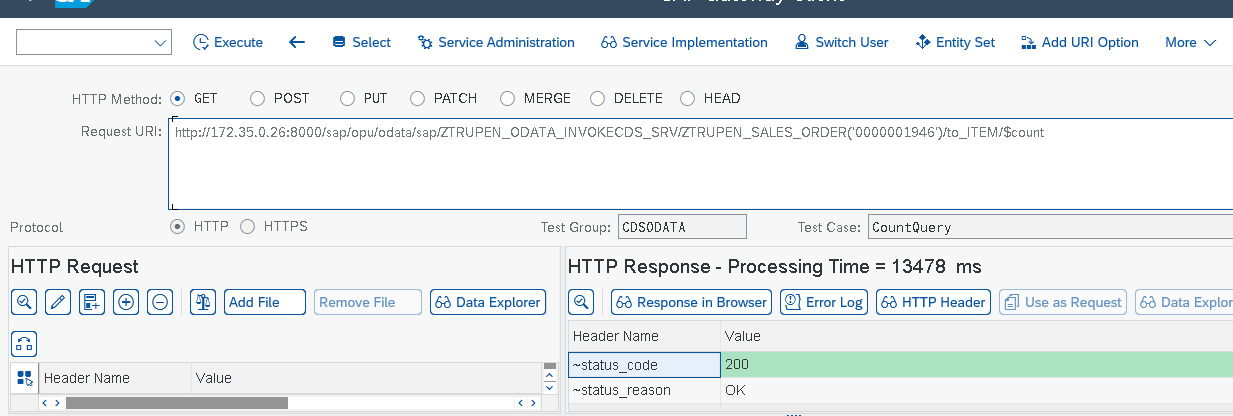 Execute Select Service Administration Service Implementation Switch User Entity Set Add URI Option More
HTTP Method: GET POST PUT PATCH MERGE DELETE HEAD
Request URI: http://172.35.0.26:8000/sap/opu/odata/sap/ZTRUPEN_ODATA_INVOKECDS_SRV/ZTRUPEN_SALES_ORDER('0000001946')/to_ITEM/$count
Protocol HTTP HTTPS Test Group: CDSODATA Test Case: CountQuery
HTTP Request
HTTP Response - Processing Time = 13478 ms
Add File Remove File Data Explorer
Response in Browser Error Log HTTP Header Use as Request Data Explor
Header Name Value
~status_code 200
~status_reason OK
Header Name Value